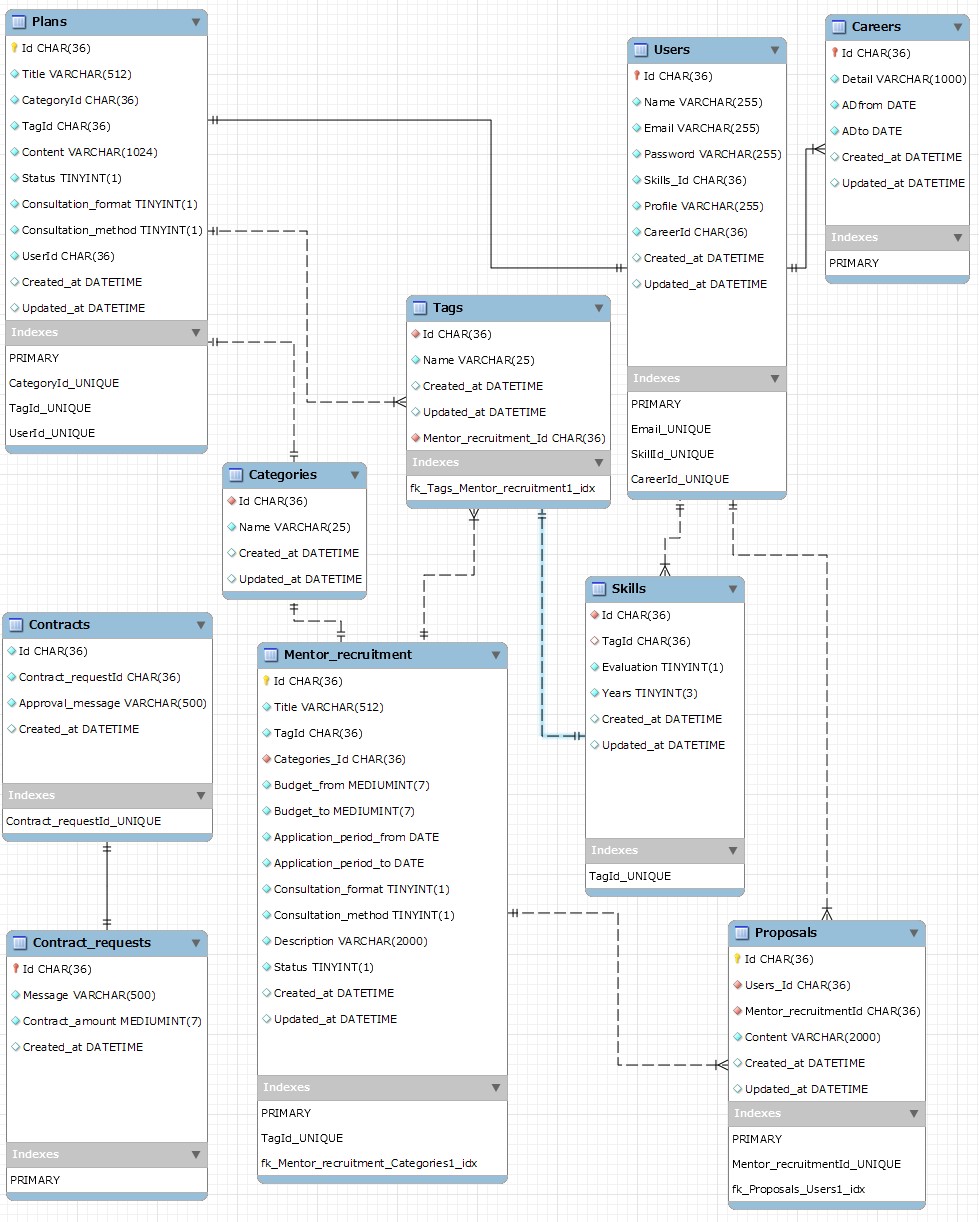 Plans
Id CHAR(36)
Title VARCHAR(512)
CategoryId CHAR(36)
TagId CHAR(36)
Content VARCHAR(1024)
Status TINYINT(1)
Consultation_format TINYINT(1)
Consultation_method TINYINT(1)
UserId CHAR(36)
Created_at DATETIME
Updated_at DATETIME
Indexes
PRIMARY
CategoryId_UNIQUE
TagId_UNIQUE
UserId_UNIQUE
Users
Id CHAR(36)
Name VARCHAR(255)
Email VARCHAR(255)
Password VARCHAR(255)
Skills_Id CHAR(36)
Profile VARCHAR(255)
CareerId CHAR(36)
Created_at DATETIME
Updated_at DATETIME
Indexes
PRIMARY
Email_UNIQUE
SkillId_UNIQUE
CareerId_UNIQUE
Careers
Id CHAR(36)
Detail VARCHAR(1000)
ADfrom DATE
ADto DATE
Created_at DATETIME
Updated_at DATETIME
Indexes
PRIMARY
Tags
Id CHAR(36)
Name VARCHAR(25)
Created_at DATETIME
Updated_at DATETIME
Mentor_recruitment_Id CHAR(36)
Indexes
fk_Tags_Mentor_recruitment1_idx
Categories
Id CHAR(36)
Name VARCHAR(25)
Created_at DATETIME
Updated_at DATETIME
Contracts
Id CHAR(36)
Contract_requestId CHAR(36)
Approval_message VARCHAR(500)
Created_at DATETIME
Indexes
Contract_requestId_UNIQUE
Mentor_recruitment
Id CHAR(36)
Title VARCHAR(512)
TagId CHAR(36)
Categories_Id CHAR(36)
Budget_from MEDIUMINT(7)
Budget_to MEDIUMINT(7)
Application_period_from DATE
Application_period_to DATE
Consultation_format TINYINT(1)
Consultation_method TINYINT(1)
Description VARCHAR(2000)
Status TINYINT(1)
Created_at DATETIME
Updated_at DATETIME
Indexes
PRIMARY
TagId_UNIQUE
fk_Mentor_recruitment_Categories1_idx
Skills
Id CHAR(36)
TagId CHAR(36)
Evaluation TINYINT(1)
Years TINYINT(3)
Created_at DATETIME
Updated_at DATETIME
Indexes
TagId_UNIQUE
Contract_requests
Id CHAR(36)
Message VARCHAR(500)
Contract_amount MEDIUMINT(7)
Created_at DATETIME
Indexes
PRIMARY
Proposals
Id CHAR(36)
Users_Id CHAR(36)
Mentor_recruitmentId CHAR(36)
Content VARCHAR(2000)
Created_at DATETIME
Updated_at DATETIME
Indexes
PRIMARY
Mentor_recruitmentId_UNIQUE
fk_Proposals_Users1_idx